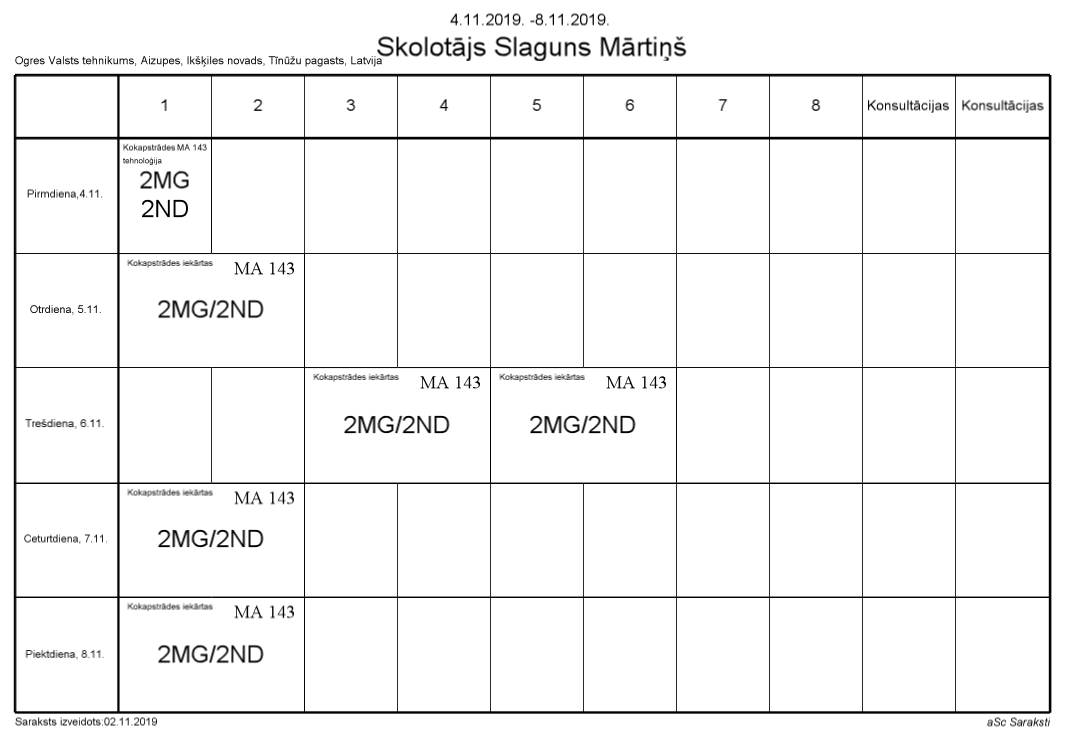 4.11.2019. -8.11.2019.
Skolotājs Slaguns Mārtiņš
Ogres Valsts tehnikums, Aizupes, Ikšķiles novads, Tīnūžu pagasts, Latvija
1 2 3 4 5 6 7 8 Konsultācijas Konsultācijas
Kokapstrādes MA 143
tehnoloģija
Pirmdiena,4.11.
2MG
2ND
Kokapstrādes iekārtas MA 143
Otrdiena, 5.11. 2MG/2ND
Kokapstrādes iekārtas MA 143 Kokapstrādes iekārtas MA 143
Trešdiena, 6.11. 2MG/2ND 2MG/2ND
Kokapstrādes iekārtas MA 143
Ceturtdiena, 7.11. 2MG/2ND
Kokapstrādes iekārtas MA 143
Piektdiena, 8.11. 2MG/2ND
Saraksts izveidots:02.11.2019 aSc Saraksti